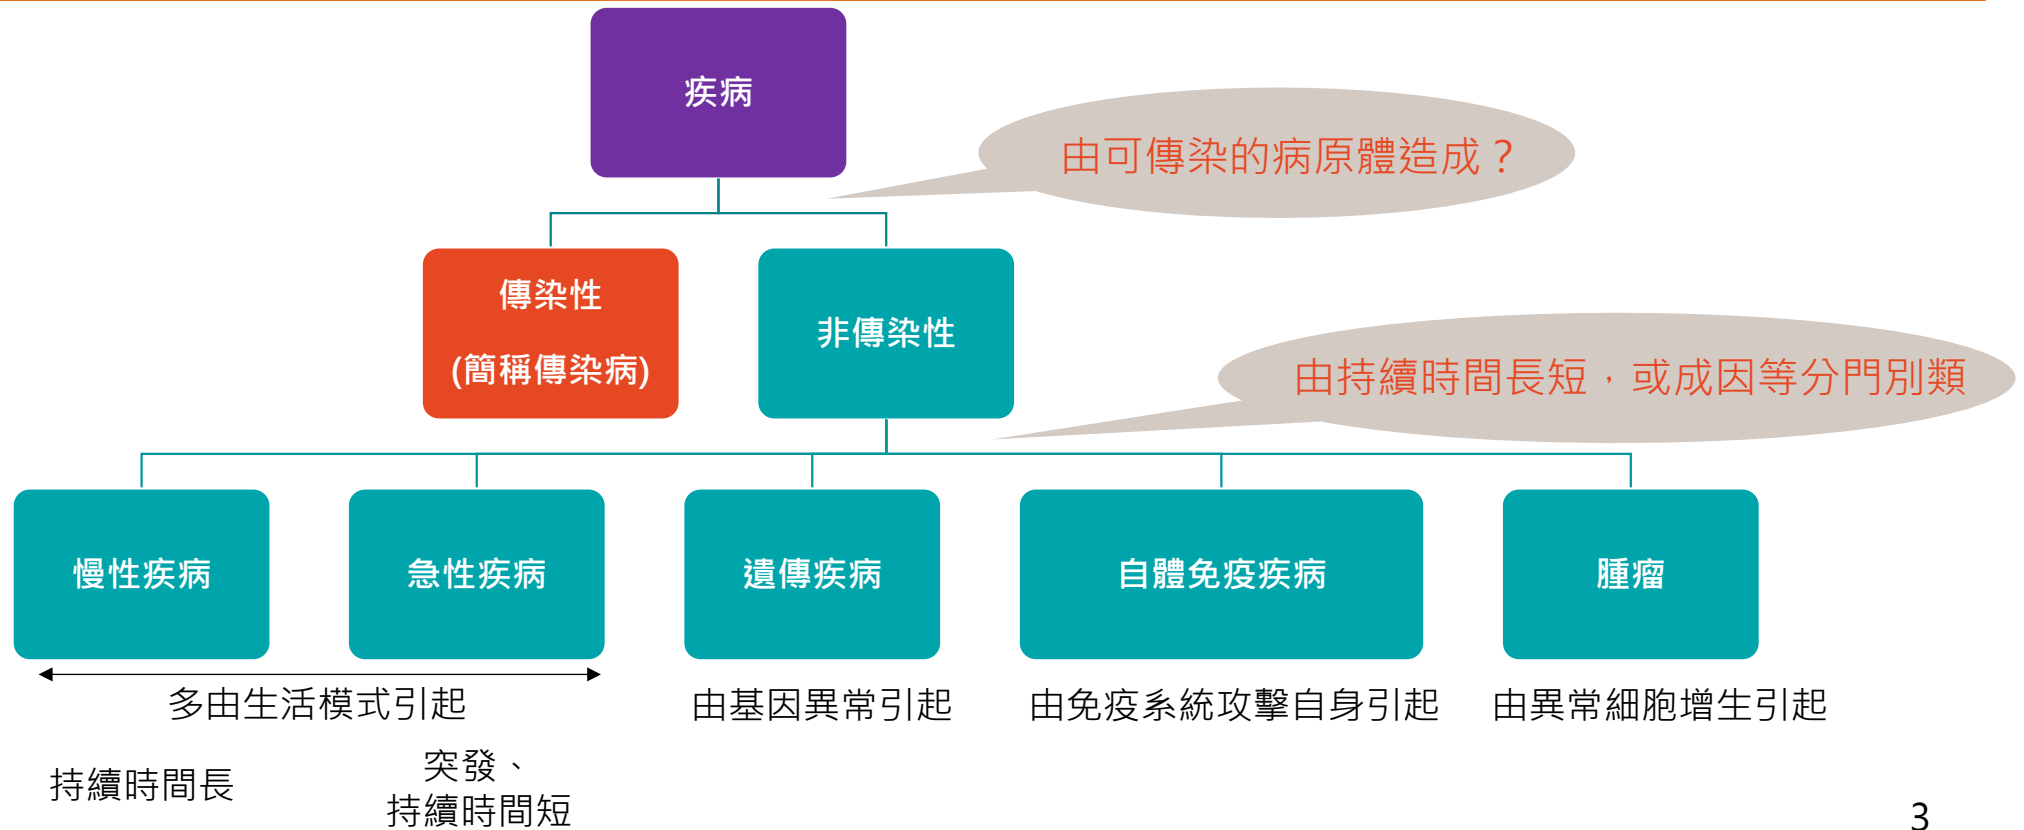 疾病
由可傳染的病原體造成？
傳染性
(簡稱傳染病)
非傳染性
由持續時間長短，或成因等分門別類
慢性疾病
急性疾病
遺傳疾病
自體免疫疾病
腫瘤
多由生活模式引起
由基因異常引起
由免疫系統攻擊自身引起
由異常細胞增生引起
持續時間長
突發、
持續時間短
3